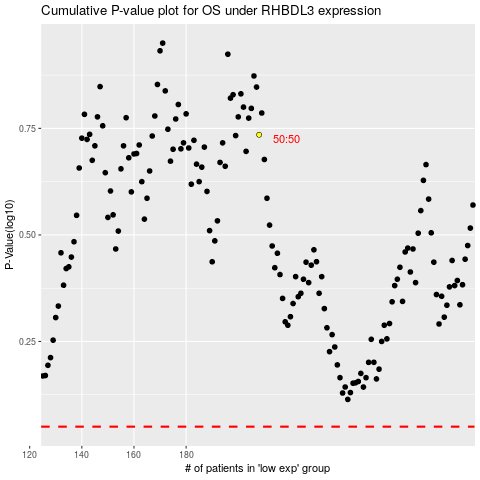 Cumulative P-value plot for OS under RHBDL3 expression
P-Value(log10)
0.75
0.50
0.25
50:50
120 140 160 180
# of patients in 'low exp' group